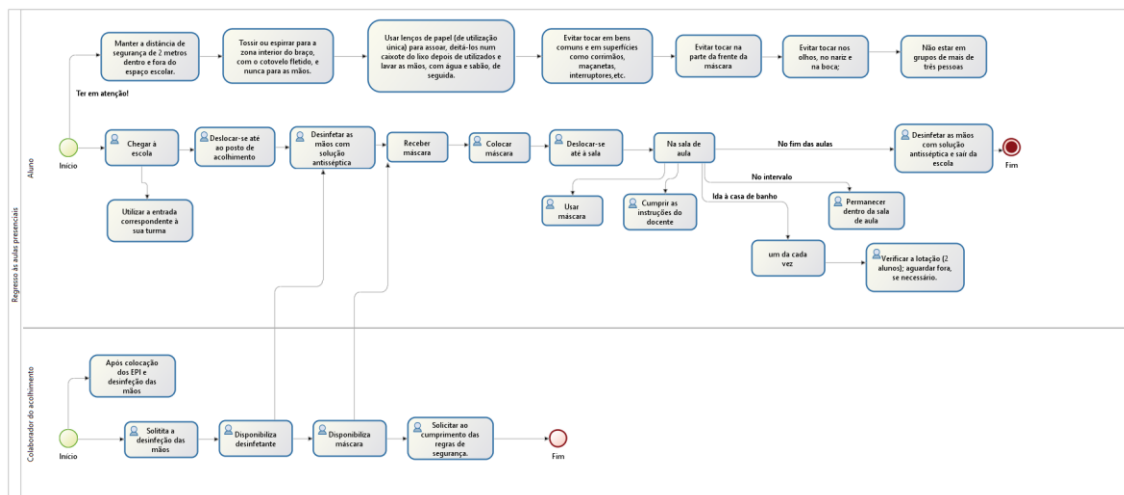 Regresso às aulas presenciais
Aluno
Manter a distância de
segurança de 2 metros
dentro e fora do
espaço escolar.
Tossir ou espirrar para a
zona interior do braço,
com o cotovelo fletido, e
nunca para as mãos.
Usar lenços de papel (de utilização
única) para assoar, deitá-los num
caixote do lixo depois de utilizados e
lavar as mãos, com água e sabão, de
seguida.
Evitar tocar em bens
comuns e em superfícies
como corrimãos,
maçanetas,
interruptores,etc.
Evitar tocar na
parte da frente da
máscara
Evitar tocar nos
olhos, no nariz e
na boca;
Não estar em
grupos de mais de
três pessoas
Ter em atenção!
Início
Chegar à
escola
Deslocar-se até
ao posto de
acolhimento
Desinfetar as
mãos com
solução
antisséptica
Receber
máscara
Colocar
máscara
Deslocar-se
até à sala
Na sala de
aula
No fim das aulas
Desinfetar as mãos
com solução
antisséptica e sair da
escola
Fim
Utilizar a entrada
correspondente à
sua turma
Usar
máscara
Cumprir as
instruções do
docente
No intervalo
Permanecer
dentro da sala
de aula
Ida à casa de banho
um da cada
vez
Verificar a lotação (2
alunos); aguardar fora,
se necessário.
Colaborador do acolhimento
Após colocação
dos EPI e
desinfeção das
mãos
Início
Solitita a
desinfeção das
mãos
Disponibiliza
desinfetante
Disponibiliza
máscara
Solicitar ao
cumprimento das
regras de
segurança.
Fim